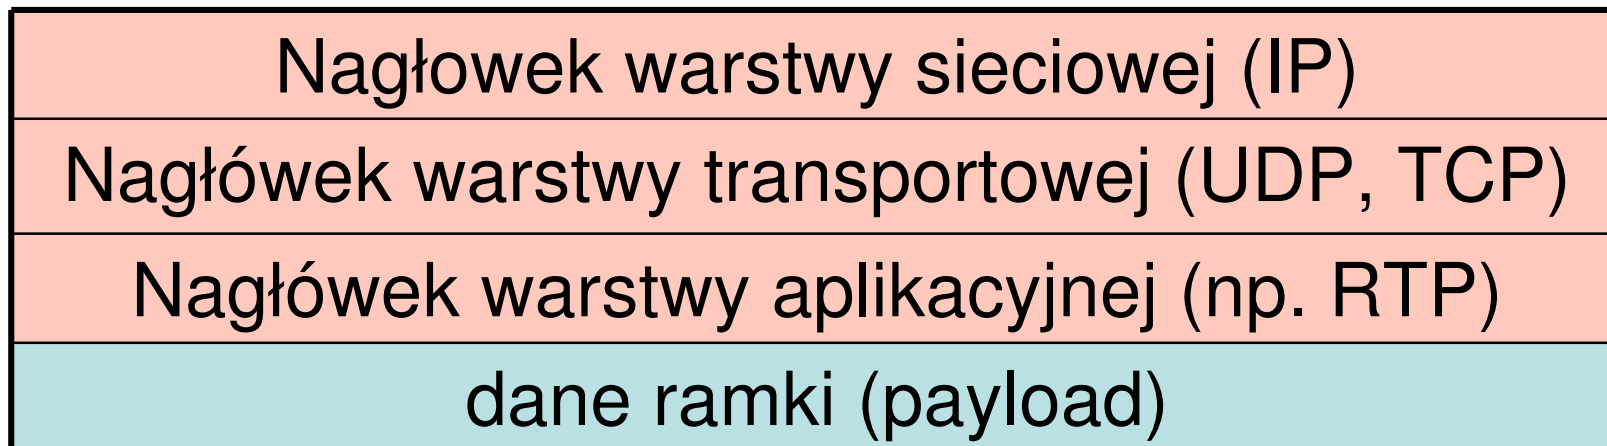 Nagłowek warstwy sieciowej (IP)
Nagłówek warstwy transportowej (UDP, TCP)
Nagłówek warstwy aplikacyjnej (np. RTP)
dane ramki (payload)